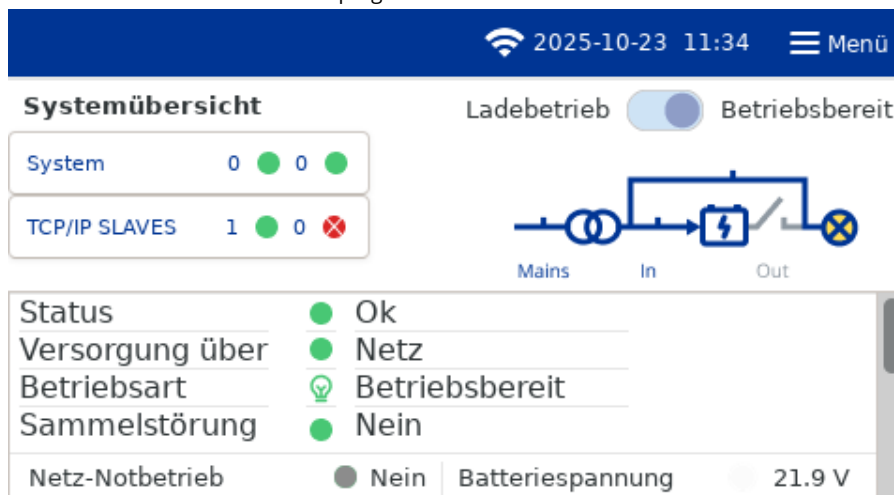 2025-10-23 11:34 Menü
Systemübersicht
Ladebetrieb Betriebsbereit
System 0 0
TCP/IP SLAVES 1 0
Mains In Out
Status Ok
Versorgung über Netz
Betriebsart Betriebsbereit
Sammelstörung Nein
Netz-Notbetrieb Nein Batteriespannung 21.9 V